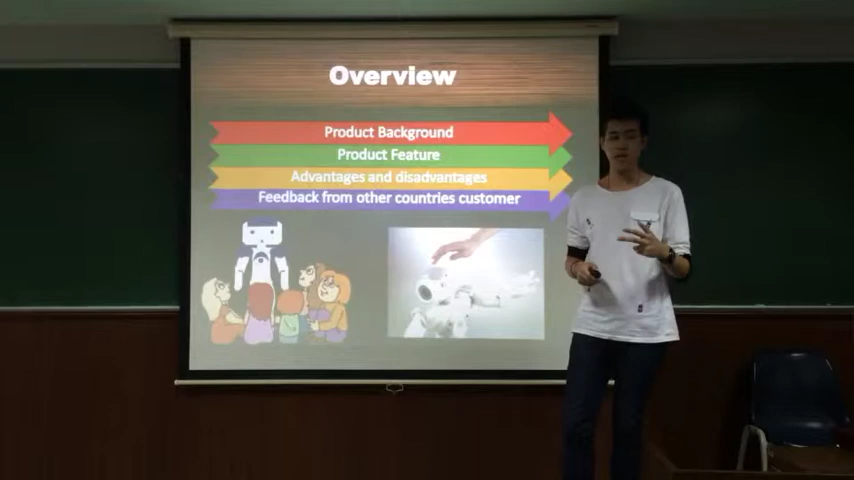 Overview
Product Background
Product Feature
Advantages and disadvantages
Feedback from other countries customer